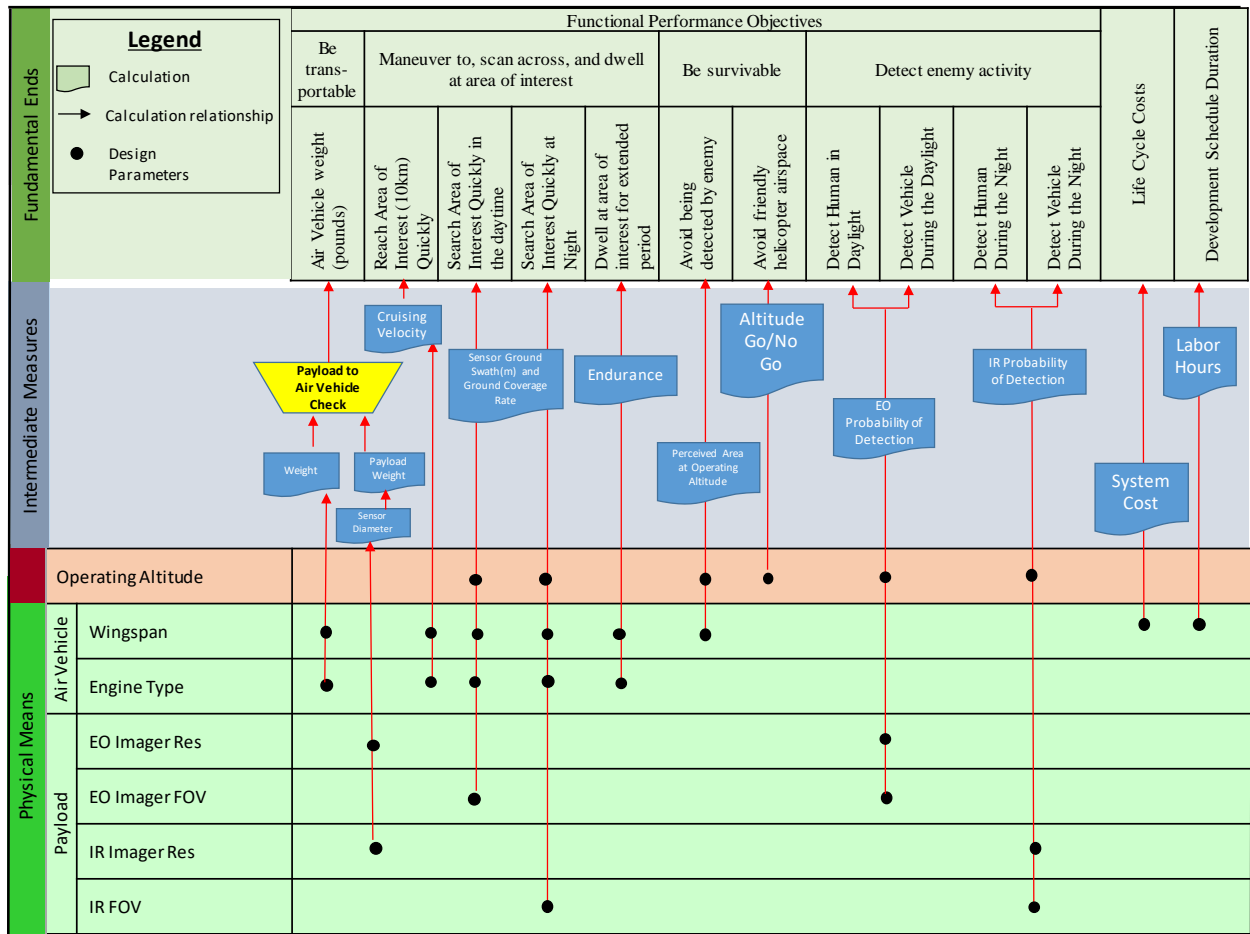 Legend
Calculation
Calculation relationship
Design
Parameters
Functional Performance Objectives
Be
trans-
portable
Maneuver to, scan across, and dwell
at area of interest
Be survivable
Detect enemy activity
Fundamental Ends
Air Vehicle weight
(pounds)
Reach Area of
Interest (10km)
Quickly
Search Area of
Interest Quickly in
the daytime
Search Area of
Interest Quickly at
Night
Dwell at area of
interest for extended
period
Avoid being
detected by enemy
Avoid friendly
helicopter airspace
Detect Human in
Daylight
Detect Vehicle
During the Daylight
Detect Human
During the Night
Detect Vehicle
During the Night
Life Cycle Costs
Development Schedule Duration
Intermediate Measures
Cruising
Velocity
Payload to
Air Vehicle
Check
Weight
Payload
Weight
Sensor
Diameter
Sensor Ground
Swath(m) and
Ground Coverage
Rate
Endurance
Perceived Area
at Operating
Altitude
Altitude
Go/No
Go
EO
Probability of
Detection
IR Probability
of Detection
System
Cost
Labor
Hours
Operating Altitude
Physical Means
Air Vehicle
Wingspan
Engine Type
Payload
EO Imager Res
EO Imager FOV
IR Imager Res
IR FOV